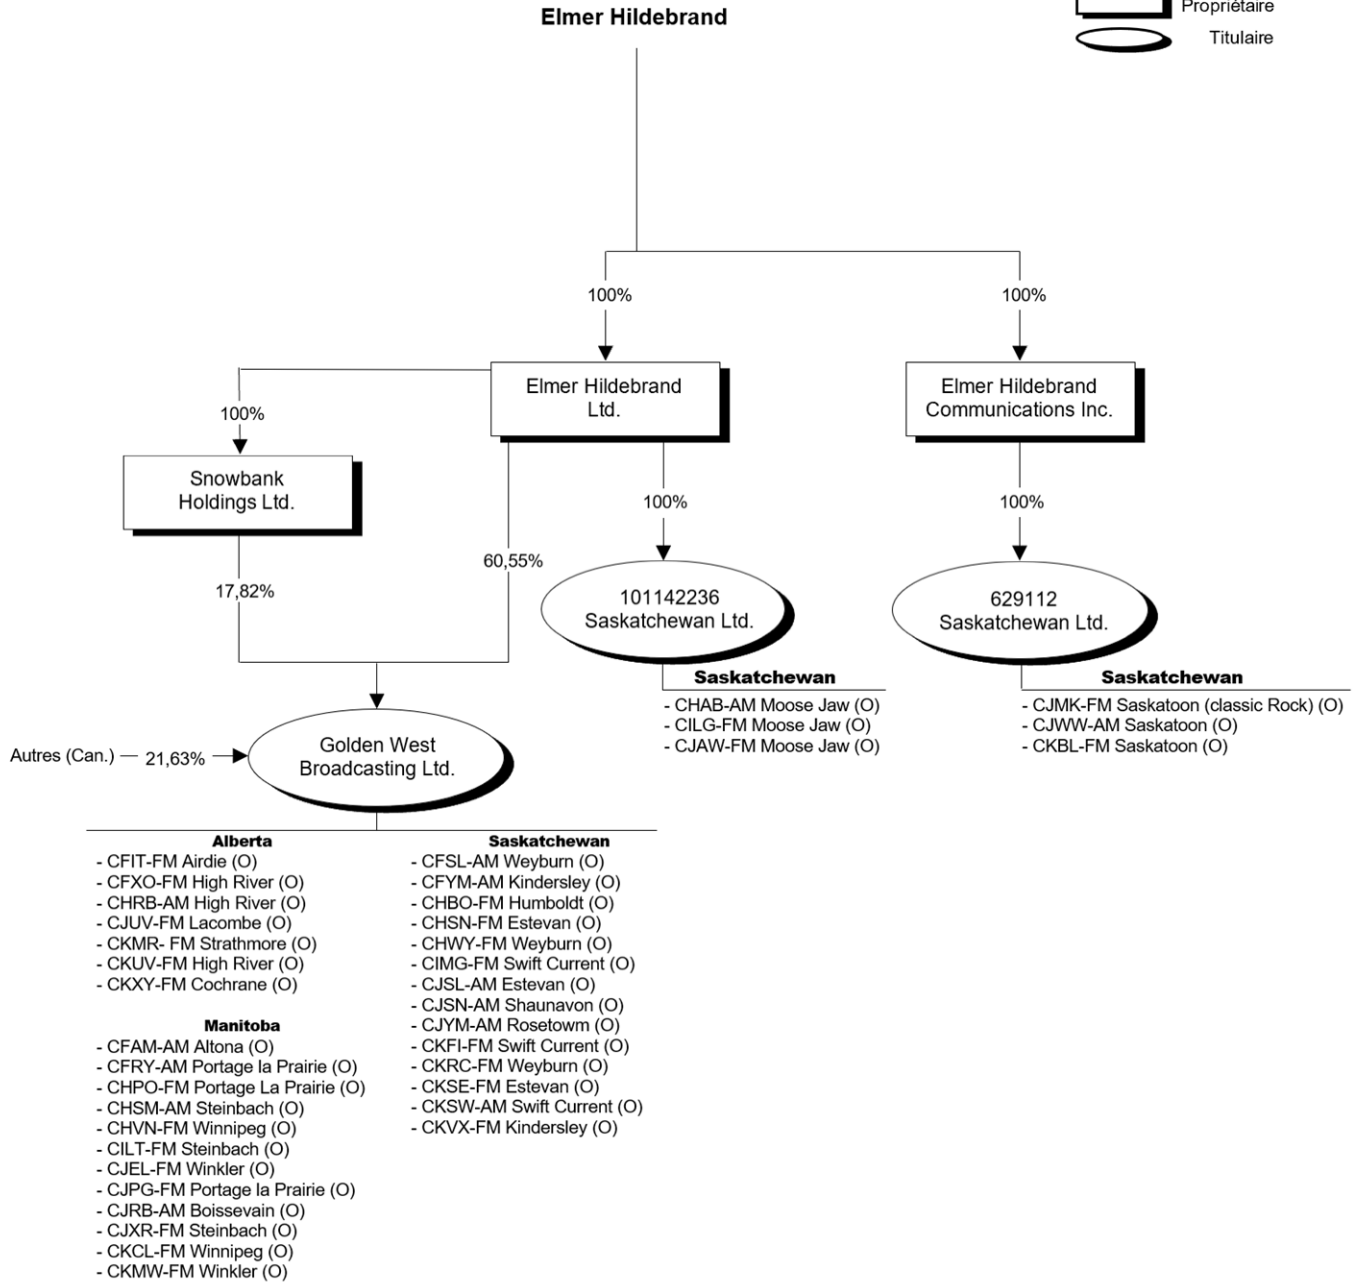 Elmer Hildebrand
Propriétaire
Titulaire
100%
100%
Elmer Hildebrand
Ltd.
Elmer Hildebrand
Communications Inc.
100%
Snowbank
Holdings Ltd.
100%
100%
60,55%
17,82%
101142236
Saskatchewan Ltd.
629112
Saskatchewan Ltd.
Saskatchewan
- CHAB-AM Moose Jaw (O)
- CILG-FM Moose Jaw (O)
- CJAW-FM Moose Jaw (O)
Saskatchewan
- CJMK-FM Saskatoon (classic Rock) (O)
- CJWW-AM Saskatoon (O)
- CKBL-FM Saskatoon (O)
Autres (Can.)
21,63%
Golden West
Broadcasting Ltd.
Alberta
- CFIT-FM Airdie (O)
- CFXO-FM High River (O)
- CHRB-AM High River (O)
- CJUV-FM Lacombe (O)
- CKMR- FM Strathmore (O)
- CKUV-FM High River (O)
- CKXY-FM Cochrane (O)
Manitoba
- CFAM-AM Altona (O)
- CFRY-AM Portage la Prairie (O)
- CHPO-FM Portage La Prairie (O)
- CHSM-AM Steinbach (O)
- CHVN-FM Winnipeg (O)
- CILT-FM Steinbach (O)
- CJEL-FM Winkler (O)
- CJPG-FM Portage la Prairie (O)
- CJRB-AM Boissevain (O)
- CJXR-FM Steinbach (O)
- CKCL-FM Winnipeg (O)
- CKMW-FM Winkler (O)
Saskatchewan
- CFSL-AM Weyburn (O)
- CFYM-AM Kindersley (O)
- CHBO-FM Humboldt (O)
- CHSN-FM Estevan (O)
- CHWY-FM Weyburn (O)
- CIMG-FM Swift Current (O)
- CJSL-AM Estevan (O)
- CJSN-AM Shaunavon (O)
- CJYM-AM Rosetowm (O)
- CKFI-FM Swift Current (O)
- CKRC-FM Weyburn (O)
- CKSE-FM Estevan (O)
- CKSW-AM Swift Current (O)
- CKVX-FM Kindersley (O)